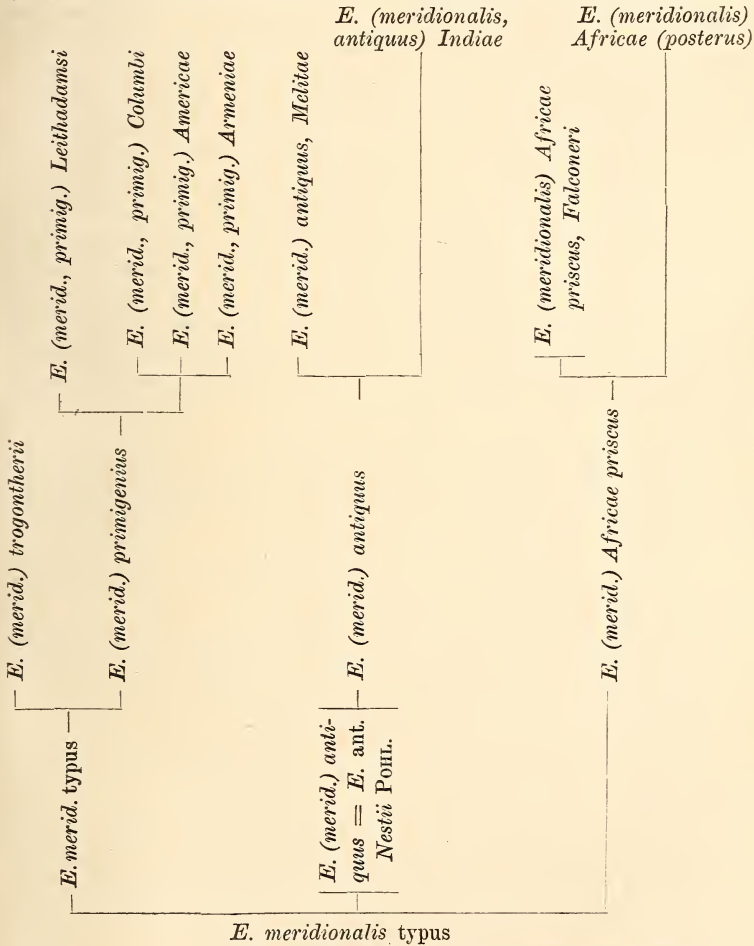 E. (meridionalis,
antiquus) Indiae
E. (meridionalis)
Africae (posterus)
E. (merid., primig.) Leithadamsi
E. (merid., primig.) Columbi
E. (merid., primig.) Americae
E. (merid., primig.) Armeniae
E. (merid.) antiquus, Melitae
E. (meridionalis) Africae
priscus, Falconeri
E. (merid.) trogontherii
E. (merid.) primigenius
E. (merid.) antiquus
E. (merid.) Africae priscus
E. merid. typus
E. (merid.) anti-
quus = E. ant.
Nestii POHL.
E. meridionalis typus